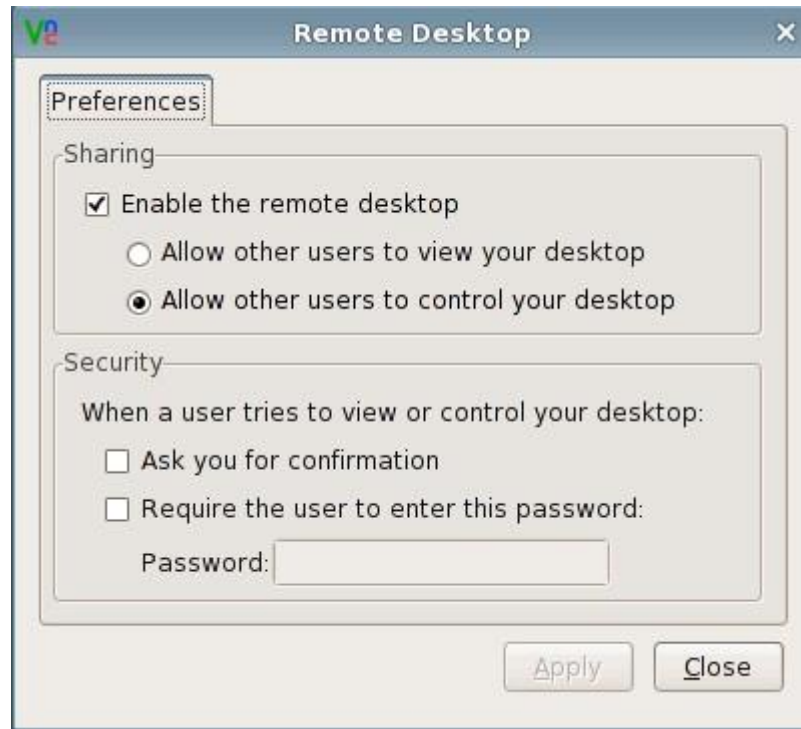 Remote Desktop
Preferences
Sharing
Enable the remote desktop
Allow other users to view your desktop
Allow other users to control your desktop
Security
When a user tries to view or control your desktop:
Ask you for confirmation
Require the user to enter this password:
Password:
Apply
Close